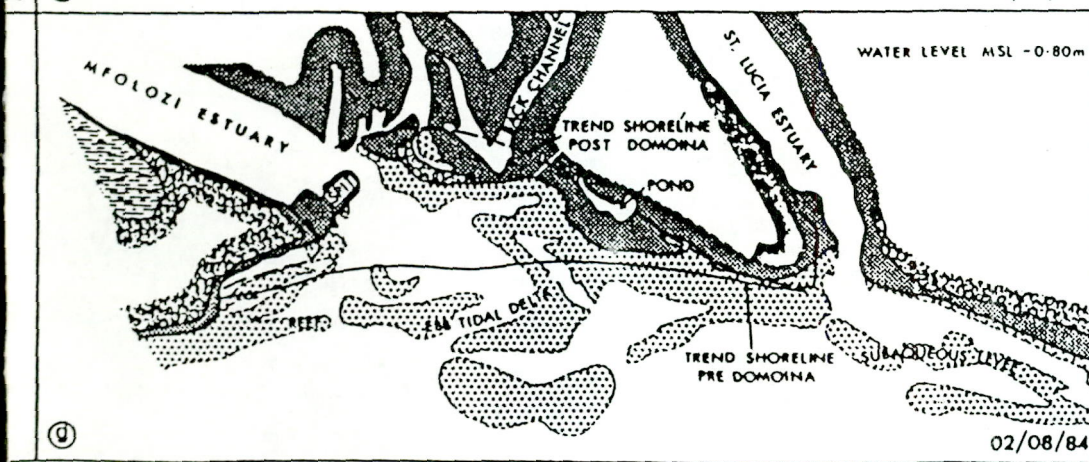 MFOLOZI ESTUARY
BACK CHANNEL
ST. LUCIA ESTUARY
WATER LEVEL MSL -0·80m
TREND SHORELINE
POST DOMOINA
POND
REEF
EBB TIDAL DELTA
TREND SHORELINE
PRE DOMOINA
SUBAQUEOUS LEVEE
g
02/08/84